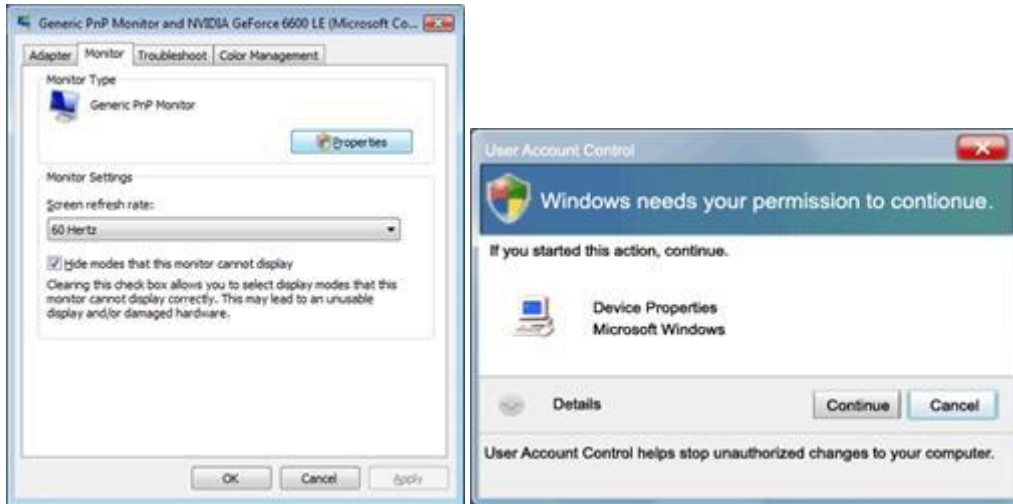 Generic PnP Monitor and NVIDIA GeForce 6600 LE (Microsoft Co...
Adapter Monitor Troubleshoot Color Management
Monitor Type
Generic PnP Monitor
Properties
Monitor Settings
Screen refresh rate:
60 Hertz
Hide modes that this monitor cannot display
Clearing this check box allows you to select display modes that this
monitor cannot display correctly. This may lead to an unusable
display and/or damaged hardware.
OK Cancel Apply
User Account Control
Windows needs your permission to contionue.
If you started this action, continue.
Device Properties
Microsoft Windows
Details Continue Cancel
User Account Control helps stop unauthorized changes to your computer.